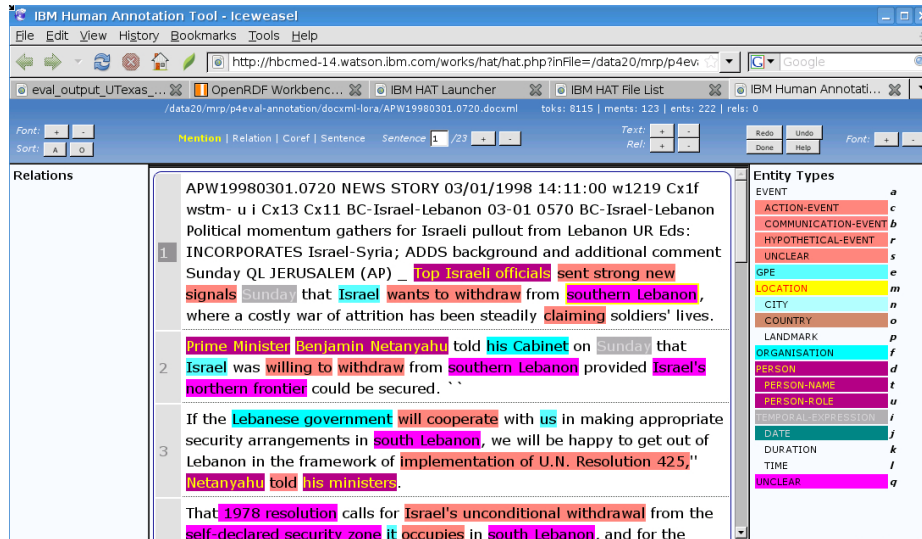 IBM Human Annotation Tool - Iceweasel
File Edit View History Bookmarks Tools Help
http://hbcmed-14.watson.ibm.com/works/hat/hat.php?inFile=/data20/mrp/p4eva
Google
eval_output_UTexas_... OpenRDF Workbenc... IBM HAT Launcher IBM HAT File List IBM Human Annotati...
/data20/mrp/p4eval-annotation/docxml-lora/APW19980301.0720.docxml toks: 8115 | ments: 123 | ents: 222 | rels: 0
Font: + - Mention | Relation | Coref | Sentence Sentence 1 /23 + - Text: + - Redo Undo Font: + -
Sort: A O Rel: + - Done Help
Relations
APW19980301.0720 NEWS STORY 03/01/1998 14:11:00 w1219 Cx1f
wstm- u i Cx13 Cx11 BC-Israel-Lebanon 03-01 0570 BC-Israel-Lebanon
Political momentum gathers for Israeli pullout from Lebanon UR Eds:
1 INCORPORATES Israel-Syria; ADDS background and additional comment
Sunday QL JERUSALEM (AP) _ Top Israeli officials sent strong new
signals Sunday that Israel wants to withdraw from southern Lebanon,
where a costly war of attrition has been steadily claiming soldiers' lives.
Prime Minister Benjamin Netanyahu told his Cabinet on Sunday that
2 Israel was willing to withdraw from southern Lebanon provided Israel's
northern frontier could be secured. ``
If the Lebanese government will cooperate with us in making appropriate
security arrangements in south Lebanon, we will be happy to get out of
3 Lebanon in the framework of implementation of U.N. Resolution 425,''
Netanyahu told his ministers.
That 1978 resolution calls for Israel's unconditional withdrawal from the
self-declared security zone it occupies in south Lebanon, and for the
Entity Types
EVENT a
ACTION-EVENT c
COMMUNICATION-EVENT b
HYPOTHETICAL-EVENT r
UNCLEAR s
GPE e
LOCATION m
CITY n
COUNTRY o
LANDMARK p
ORGANISATION f
PERSON d
PERSON-NAME t
PERSON-ROLE u
TEMPORAL-EXPRESSION i
DATE j
DURATION k
TIME l
UNCLEAR q